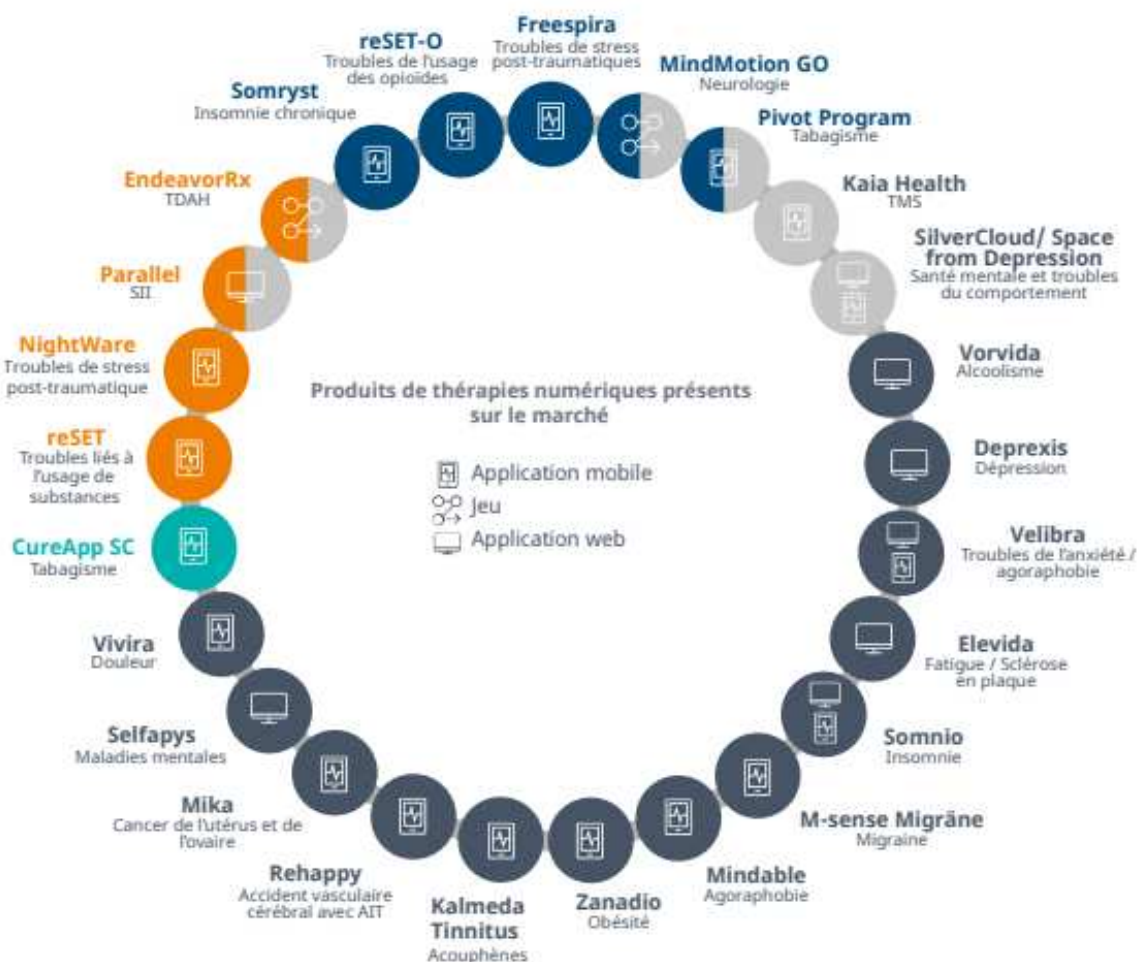 Freespira
Troubles de stress
post-traumatiques
reSET-O
Troubles de l'usage
des opioïdes
MindMotion GO
Neurologie
Somryst
Insomnie chronique
Pivot Program
Tabagisme
EndeavorRx
TDAH
Kaia Health
TMS
SilverCloud/ Space
from Depression
Santé mentale et troubles
du comportement
Parallel
SII
NightWare
Troubles de stress
post-traumatique
Vorvida
Alcoolisme
Produits de thérapies numériques présents
sur le marché
Application mobile
Jeu
Application web
reSET
Troubles liés à
l'usage de
substances
Deprexis
Dépression
CureApp SC
Tabagisme
Velibra
Troubles de l'anxiété /
agoraphobie
Vivira
Douleur
Elevida
Fatigue / Sclérose
en plaque
Selfapys
Maladies mentales
Somnio
Insomnie
Mika
Cancer de l'utérus et de
l'ovaire
M-sense Migräne
Migraine
Rehappy
Accident vasculaire
cérébral avec AIT
Mindable
Agoraphobie
Kalmeda
Tinnitus
Acouphènes
Zanadio
Obésité